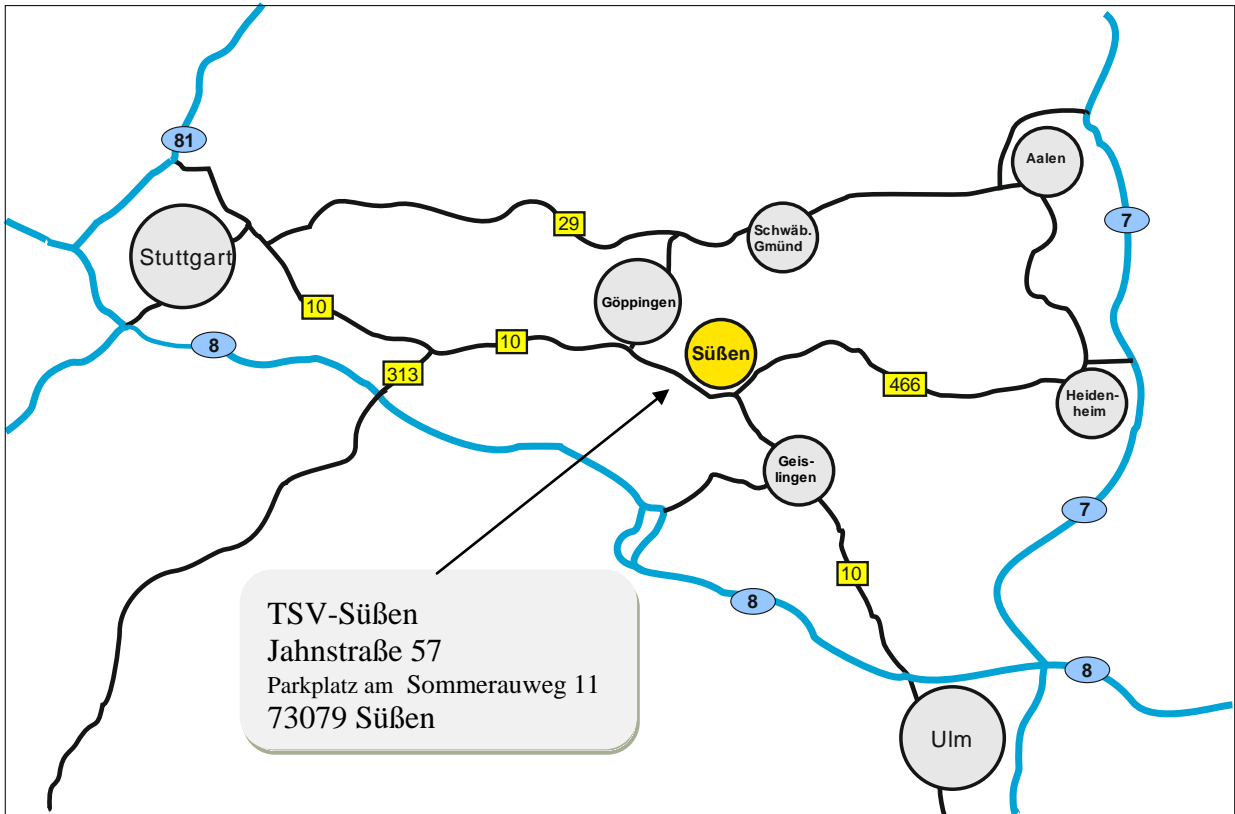 81
Aalen
29
Schwäb.
Gmünd
7
Stuttgart
Göppingen
10
10
8
Süßen
313
466
Heiden-
heim
Geis-
lingen
7
10
8
TSV-Süßen
Jahnstraße 57
Parkplatz am Sommerauweg 11
73079 Süßen
8
Ulm